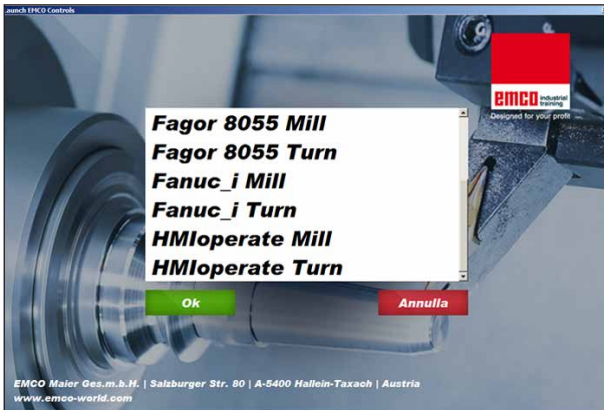 Launch EMCO Controls
emco industrial
training
Designed for your profit
Fagor 8055 Mill
Fagor 8055 Turn
Fanuc_i Mill
Fanuc_i Turn
HMIoperate Mill
HMIoperate Turn
Ok
Annulla
EMCO Maier Ges.m.b.H. | Salzburger Str. 80 | A-5400 Hallein-Taxach | Austria
www.emco-world.com